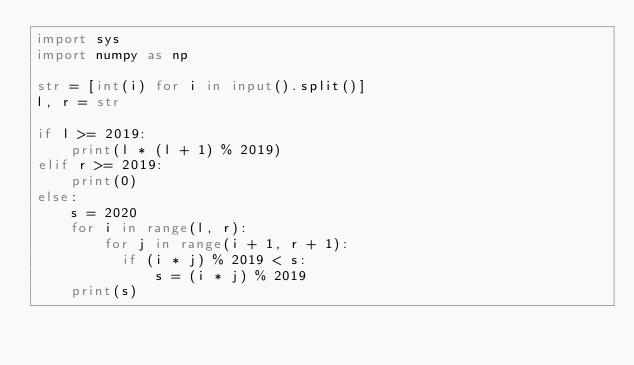 import sys
import numpy as np

str = [int(i) for i in input().split()]
l, r = str

if l >= 2019:
    print(l * (l + 1) % 2019)
elif r >= 2019:
    print(0)
else:
    s = 2020
    for i in range(l, r):
        for j in range(i + 1, r + 1):
          if (i * j) % 2019 < s:
              s = (i * j) % 2019
    print(s)